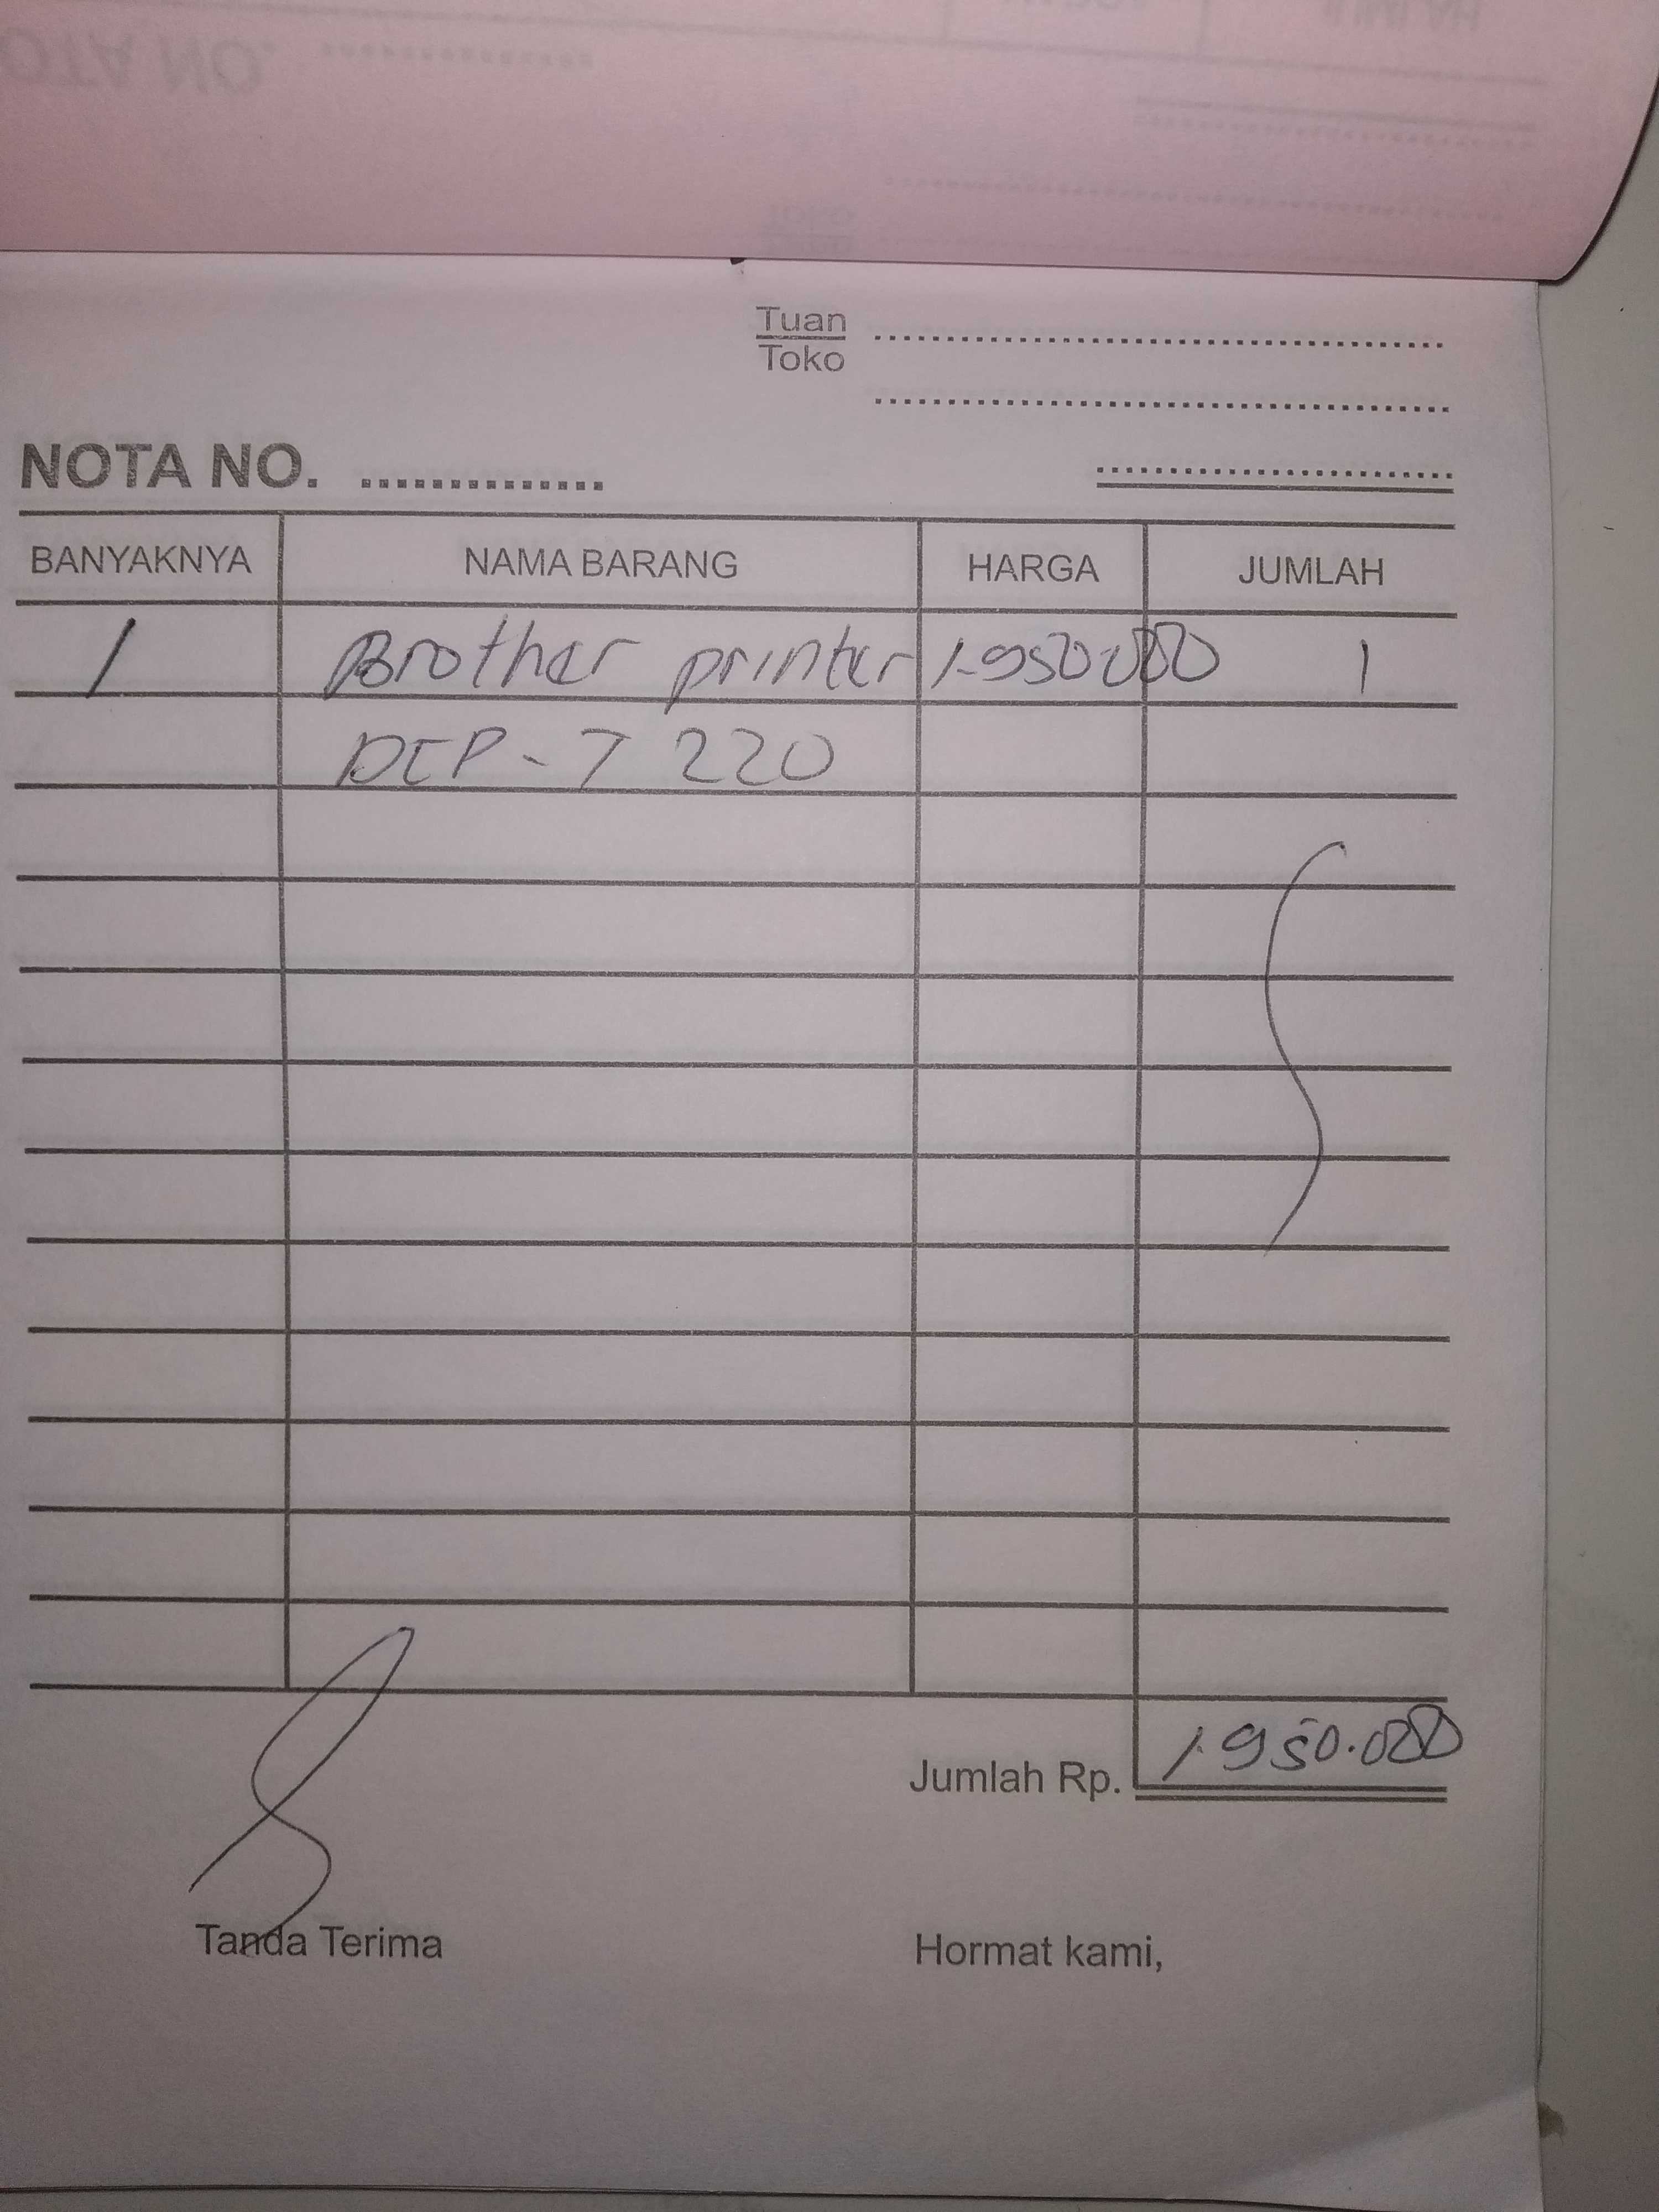 Tuan
Toko
NOTA NO.
BANYAKNYA NAMA BARANG HARGA JUMLAH
1 Brother printer 1.950.000 1
DCP - T 220
Jumlah Rp. 1.950.000
Tanda Terima Hormat kami,